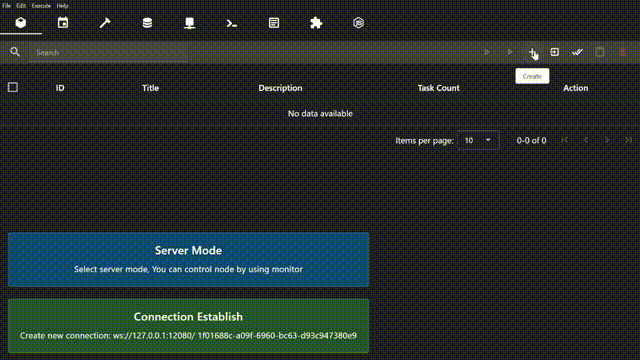 File Edit Execute Help
Search
Create
ID Title Description Task Count Action
No data available
Items per page: 10 0-0 of 0
Server Mode
Select server mode, You can control node by using monitor
Connection Establish
Create new connection: ws://127.0.0.1:12080/ 1f01688c-a09f-6960-bc63-d93c947380e9